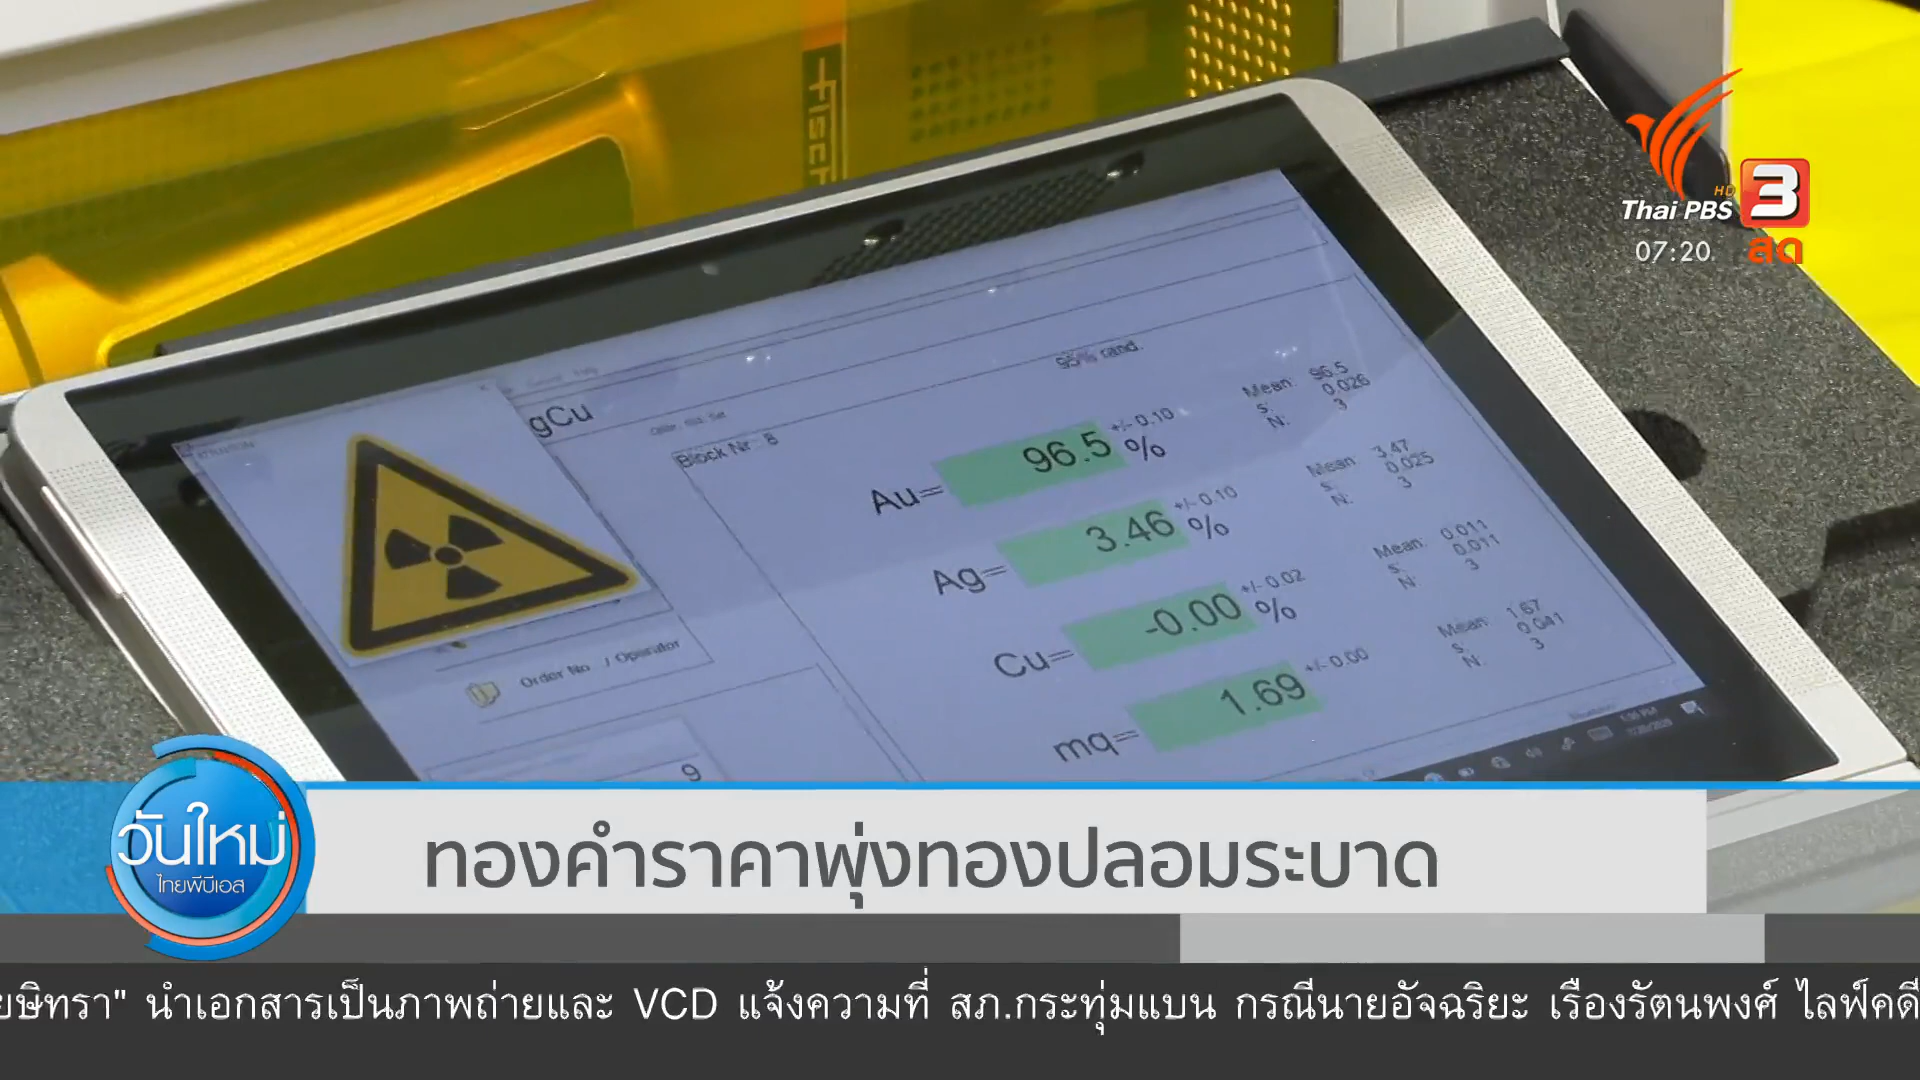 fisch
HD
Thai PBS 3
07:20 สด
gCu
95% rand.
Block Nr : 8
Au= 96.5 +/- 0.10 %
Mean: 96.5
s: 0.026
N: 3
Ag= 3.46 +/- 0.10 %
Mean: 3.47
s: 0.025
N: 3
Cu= -0.00 +/- 0.02 %
Mean: 0.011
s: 0.011
N: 3
mq= 1.69 +/- 0.00
Mean: 1.67
s: 0.041
N: 3
Order No / Operator
9
วันใหม่
ไทยพีบีเอส
ทองคำราคาพุ่งทองปลอมระบาด
ยษิทรา" นำเอกสารเป็นภาพถ่ายและ VCD แจ้งความที่ สภ.กระทุ่มแบน กรณีนายอัจฉริยะ เรืองรัตนพงศ์ ไลฟ์คดี